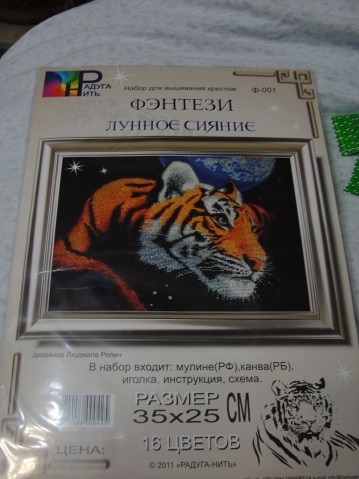 РАДУГА
НИТЬ
Набор для вышивания крестом
Ф-001
ФЭНТЕЗИ
ЛУННОЕ СИЯНИЕ
дизайнер Людмила Ролич
В набор входит: мулине(РФ),канва(РБ),
иголка, инструкция, схема.
РАЗМЕР
35х25 СМ
ЦЕНА:
16 ЦВЕТОВ
© 2011 «РАДУГА-НИТЬ»